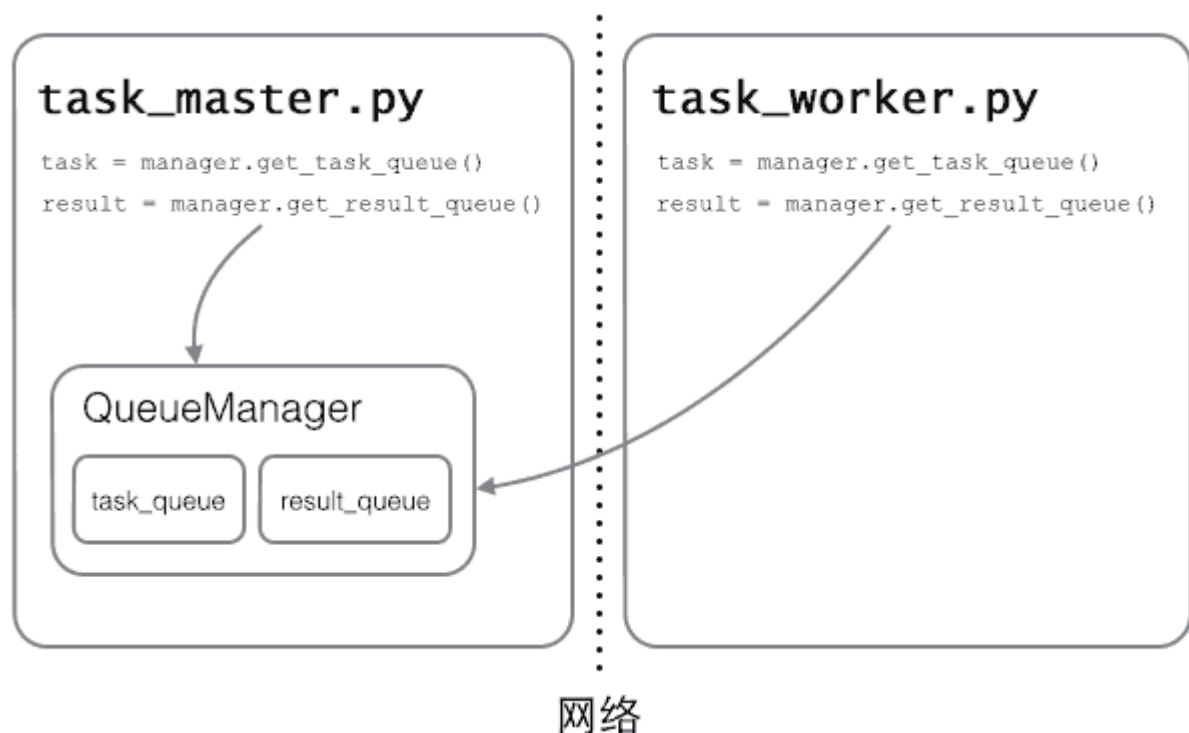 task_master.py
task = manager.get_task_queue()
result = manager.get_result_queue()
QueueManager
task_queue
result_queue
task_worker.py
task = manager.get_task_queue()
result = manager.get_result_queue()
网络